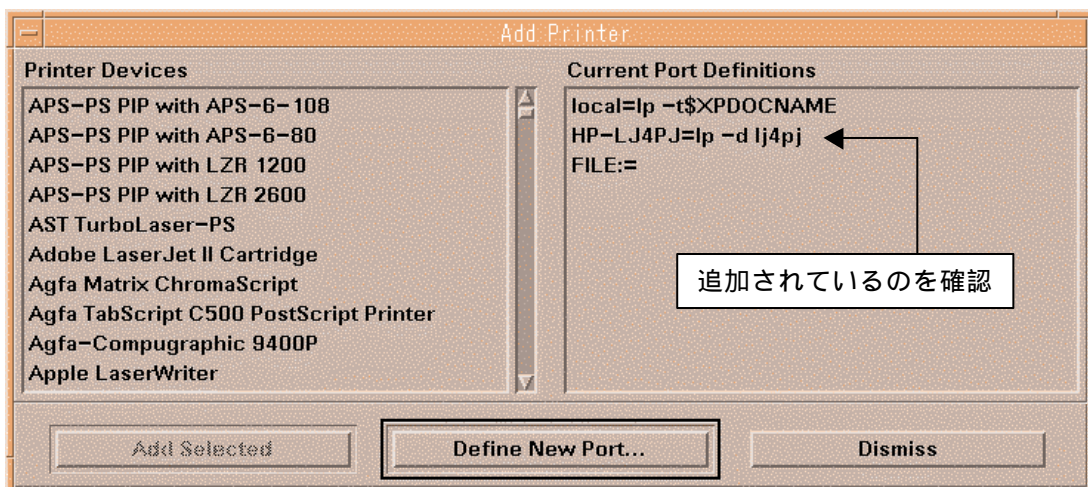 Add Printer
Printer Devices
APS-PS PIP with APS-6-108
APS-PS PIP with APS-6-80
APS-PS PIP with LZR 1200
APS-PS PIP with LZR 2600
AST TurboLaser-PS
Adobe LaserJet II Cartridge
Agfa Matrix ChromaScript
Agfa TabScript C500 PostScript Printer
Agfa-Compugraphic 9400P
Apple LaserWriter
Current Port Definitions
local=lp -t$XPDOCNAME
HP-LJ4PJ=lp -d lj4pj
FILE:=
追加されているのを確認
Add Selected
Define New Port...
Dismiss